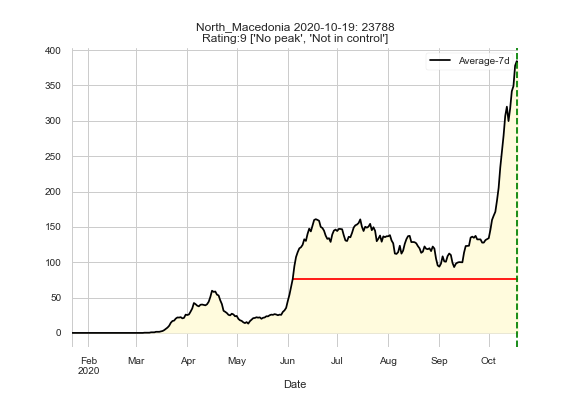 North_Macedonia 2020-10-19: 23788
Rating:9 ['No peak', 'Not in control']
Average-7d
400
350
300
250
200
150
100
50
0
Feb Mar Apr May Jun Jul Aug Sep Oct
2020
Date